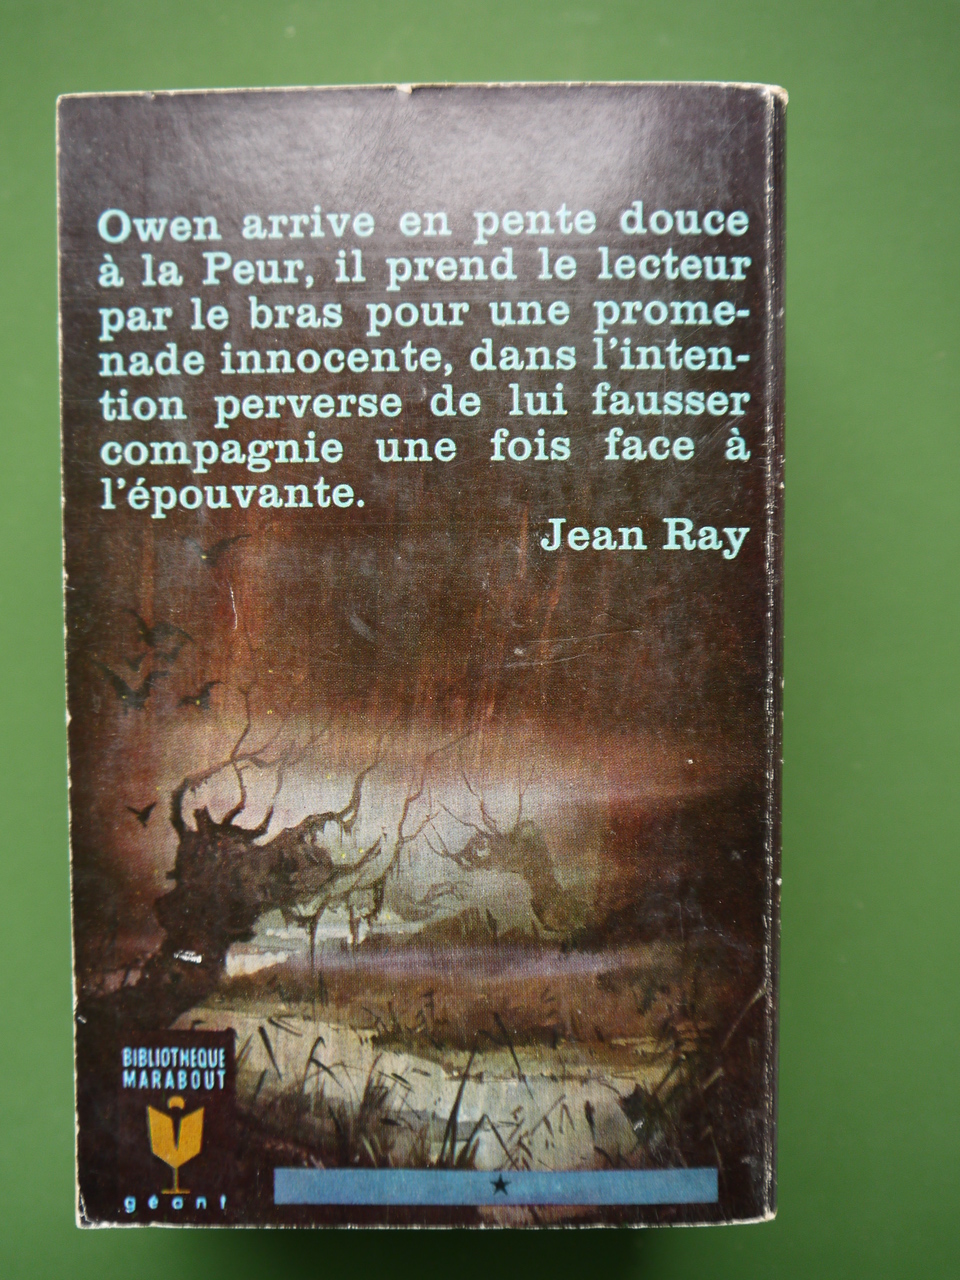 Owen arrive en pente douce
à la Peur, il prend le lecteur
par le bras pour une prome-
nade innocente, dans l'inten-
tion perverse de lui fausser
compagnie une fois face à
l'épouvante.
Jean Ray
BIBLIOTHEQUE
MARABOUT
géant